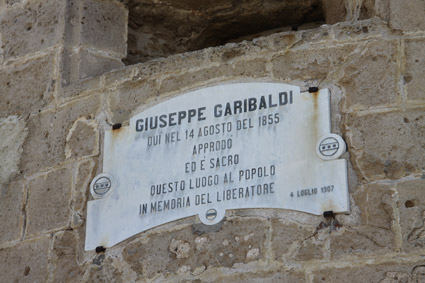 GIUSEPPE GARIBALDI
QUI NEL 14 AGOSTO DEL 1855
APPRODÒ
ED È SACRO
QUESTO LUOGO AL POPOLO
IN MEMORIA DEL LIBERATORE
4 LUGLIO 1907